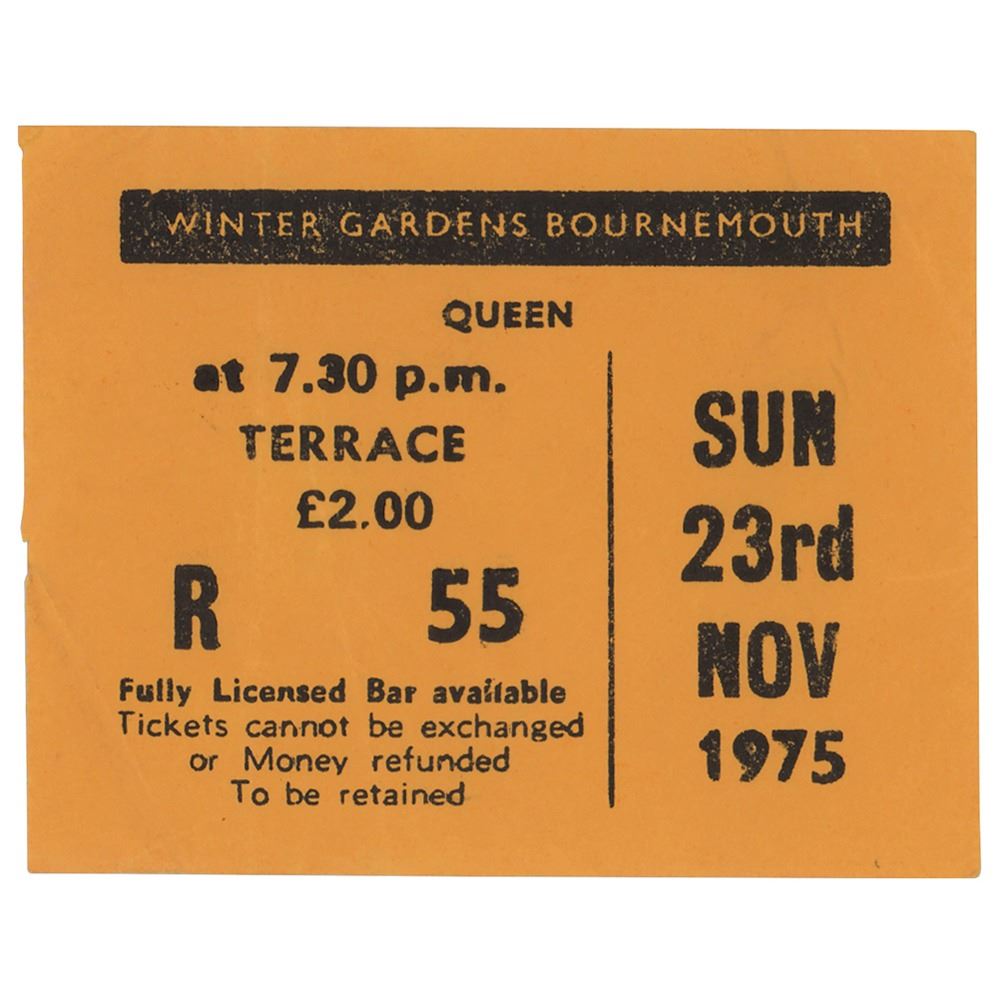 WINTER GARDENS BOURNEMOUTH
QUEEN
at 7.30 p.m.
TERRACE
£2.00
R 55
Fully Licensed Bar available
Tickets cannot be exchanged
or Money refunded
To be retained
SUN
23rd
NOV
1975